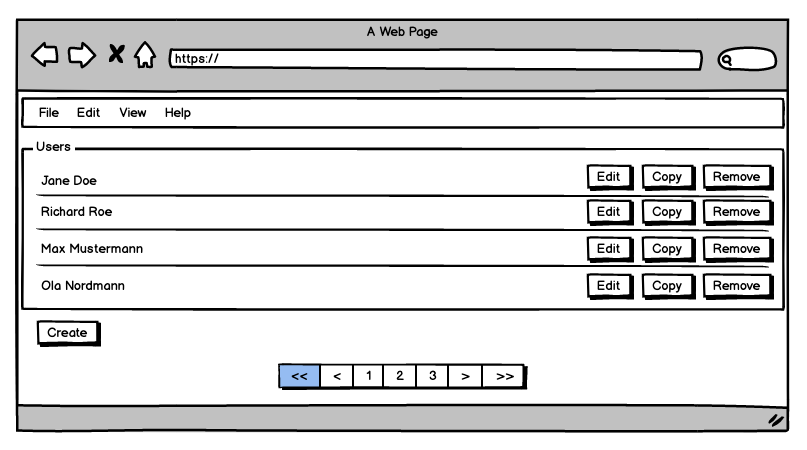 A Web Page
https://
File Edit View Help
Users
Jane Doe Edit Copy Remove
Richard Roe Edit Copy Remove
Max Mustermann Edit Copy Remove
Ola Nordmann Edit Copy Remove
Create
<< < 1 2 3 > >>